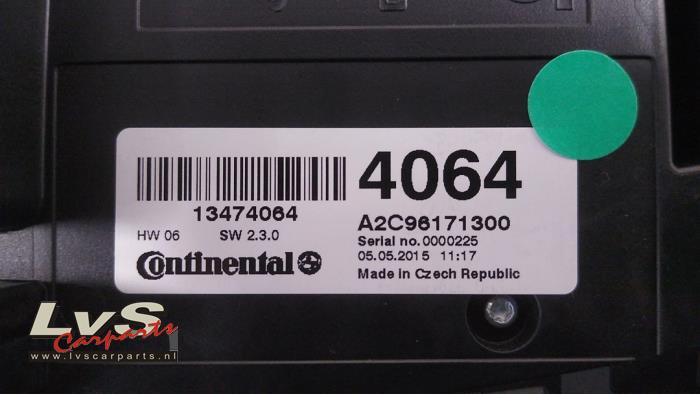 4064
13474064
A2C96171300
HW 06 SW 2.3.0
Serial no.0000225
05.05.2015 11:17
Continental
Made in Czech Republic
LvS
Carparts
www.lvscarparts.nl